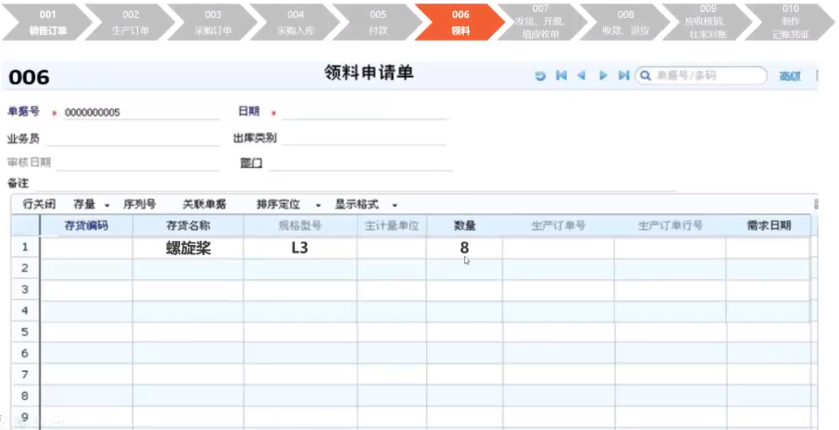 001 002 003 004 005 006 007 008 009 010
销售订单 生产订单 采购订单 采购入库 付款 领料 发货、开票、 收款、 应收核销、 制作
填应收单 往来对账 记账凭证
006 领料申请单 单据号/条码 高级
单据号 * 0000000005 日期 *
业务员 出库类别
审核日期 部门
备注
行关闭 存量 序列号 关联单据 排序定位 显示格式
存货编码 存货名称 规格型号 主计量单位 数量 生产订单号 生产订单行号 需求日期
1 螺旋桨 L3 8
2
3
4
5
6
7
8
9